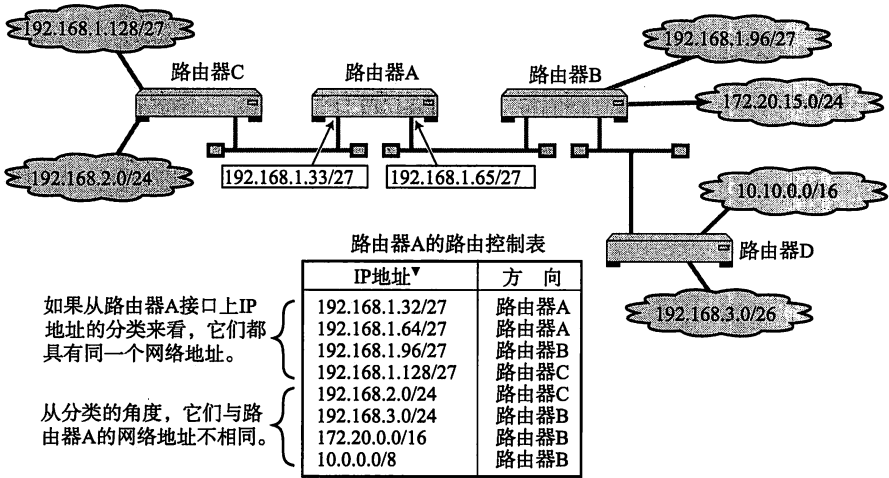 192.168.1.128/27
192.168.1.96/27
路由器C
路由器A
路由器B
172.20.15.0/24
192.168.2.0/24
192.168.1.33/27
192.168.1.65/27
10.10.0.0/16
路由器D
192.168.3.0/26
路由器A的路由控制表
IP地址▼ 方 向
192.168.1.32/27 路由器A
192.168.1.64/27 路由器A
192.168.1.96/27 路由器B
192.168.1.128/27 路由器C
192.168.2.0/24 路由器C
192.168.3.0/24 路由器B
172.20.0.0/16 路由器B
10.0.0.0/8 路由器B
如果从路由器A接口上IP
地址的分类来看，它们都
具有同一个网络地址。
从分类的角度，它们与路
由器A的网络地址不相同。